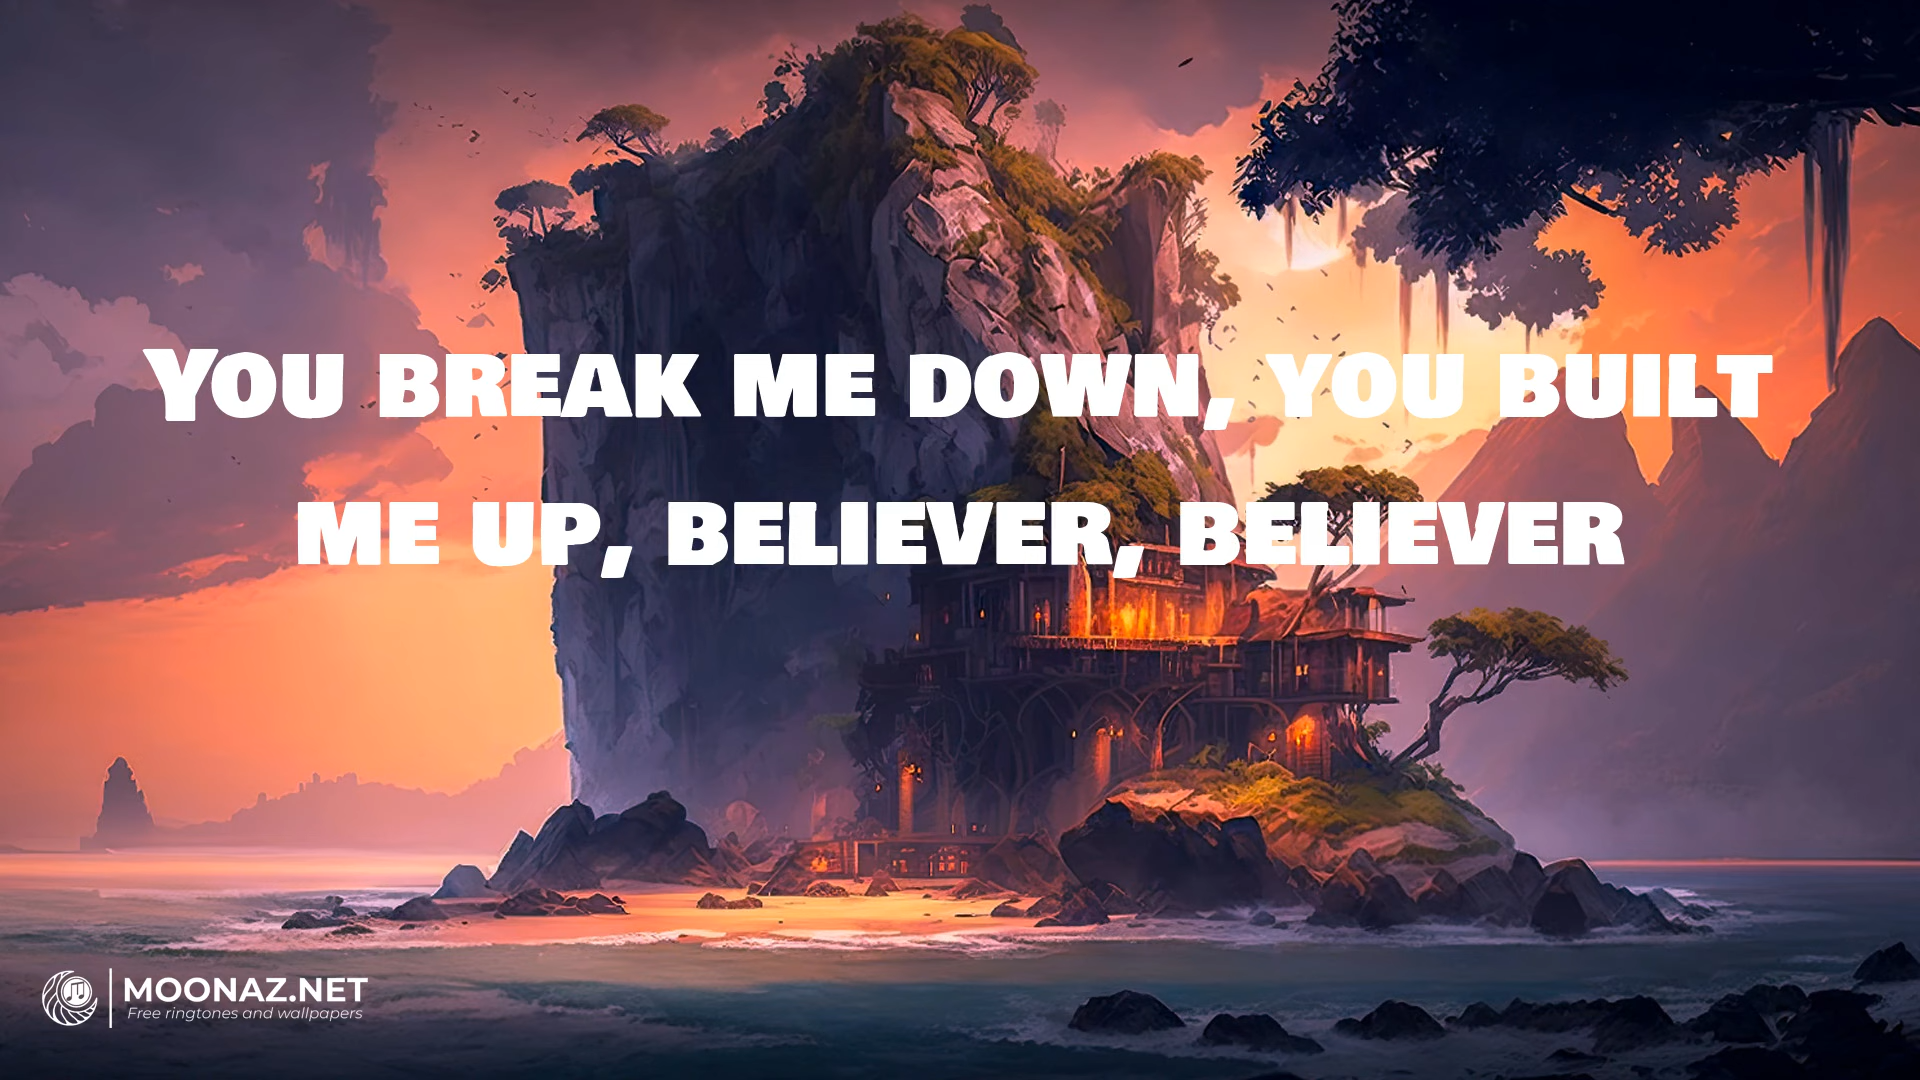 You break me down, you built
me up, believer, believer
MOONAZ.NET
Free ringtones and wallpapers